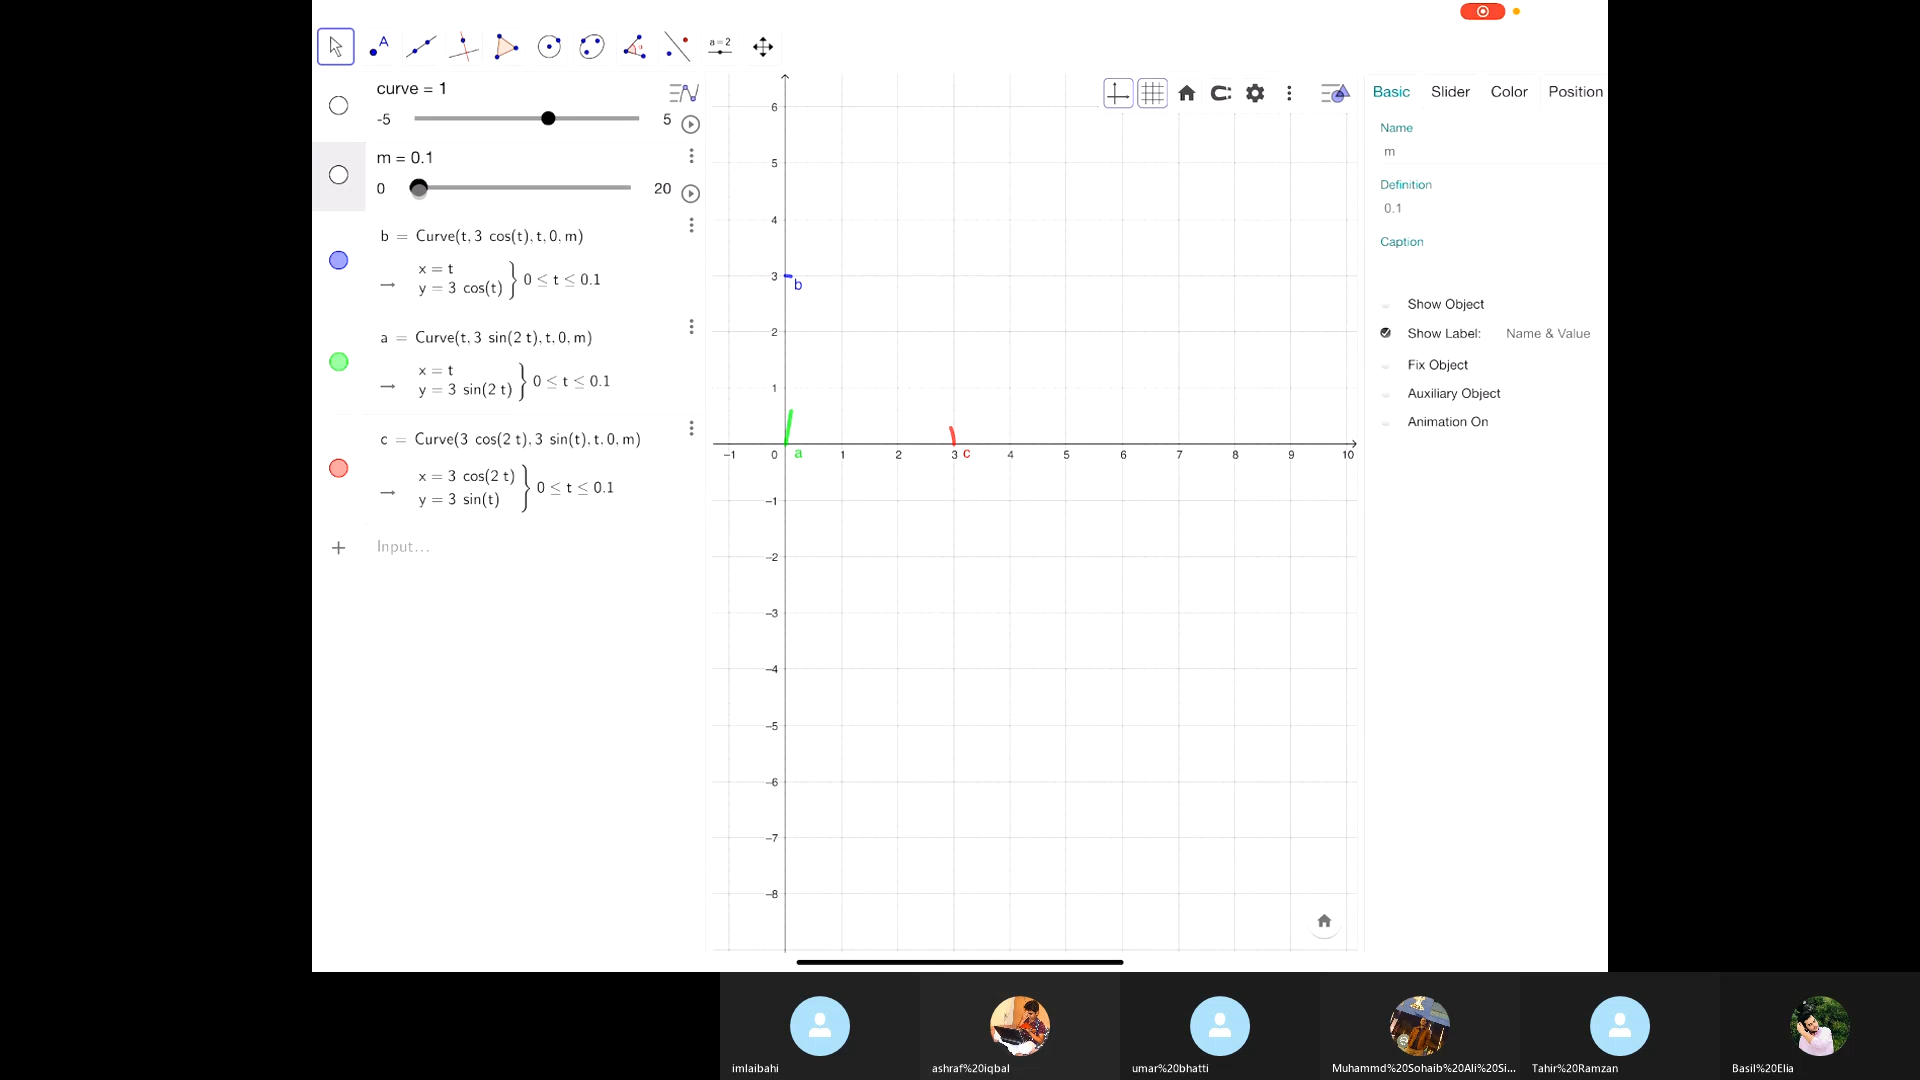 A
a = 2
curve = 1
-5
5
m = 0.1
0
20
b = Curve(t, 3 cos(t), t, 0, m)
→ x = t
y = 3 cos(t) } 0 ≤ t ≤ 0.1
a = Curve(t, 3 sin(2 t), t, 0, m)
→ x = t
y = 3 sin(2 t) } 0 ≤ t ≤ 0.1
c = Curve(3 cos(2 t), 3 sin(t), t, 0, m)
→ x = 3 cos(2 t)
y = 3 sin(t) } 0 ≤ t ≤ 0.1
+ Input...
6
5
4
3
b
2
1
-1 0 a 1 2 3 c 4 5 6 7 8 9 10
-1
-2
-3
-4
-5
-6
-7
-8
Basic Slider Color Position
Name
m
Definition
0.1
Caption
Show Object
Show Label: Name & Value
Fix Object
Auxiliary Object
Animation On
imlaibahi
ashraf%20iqbal
umar%20bhatti
Muhammd%20Sohaib%20Ali%20Si...
Tahir%20Ramzan
Basil%20Elia